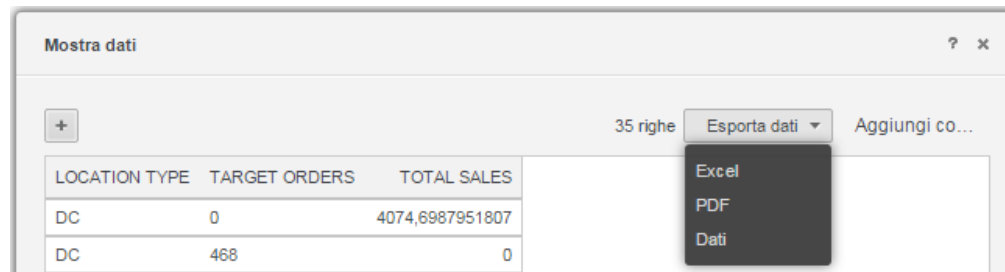 Mostra dati ? ×
+ 35 righe Esporta dati Aggiungi co...
LOCATION TYPE TARGET ORDERS TOTAL SALES
DC 0 4074,6987951807
DC 468 0
Excel
PDF
Dati